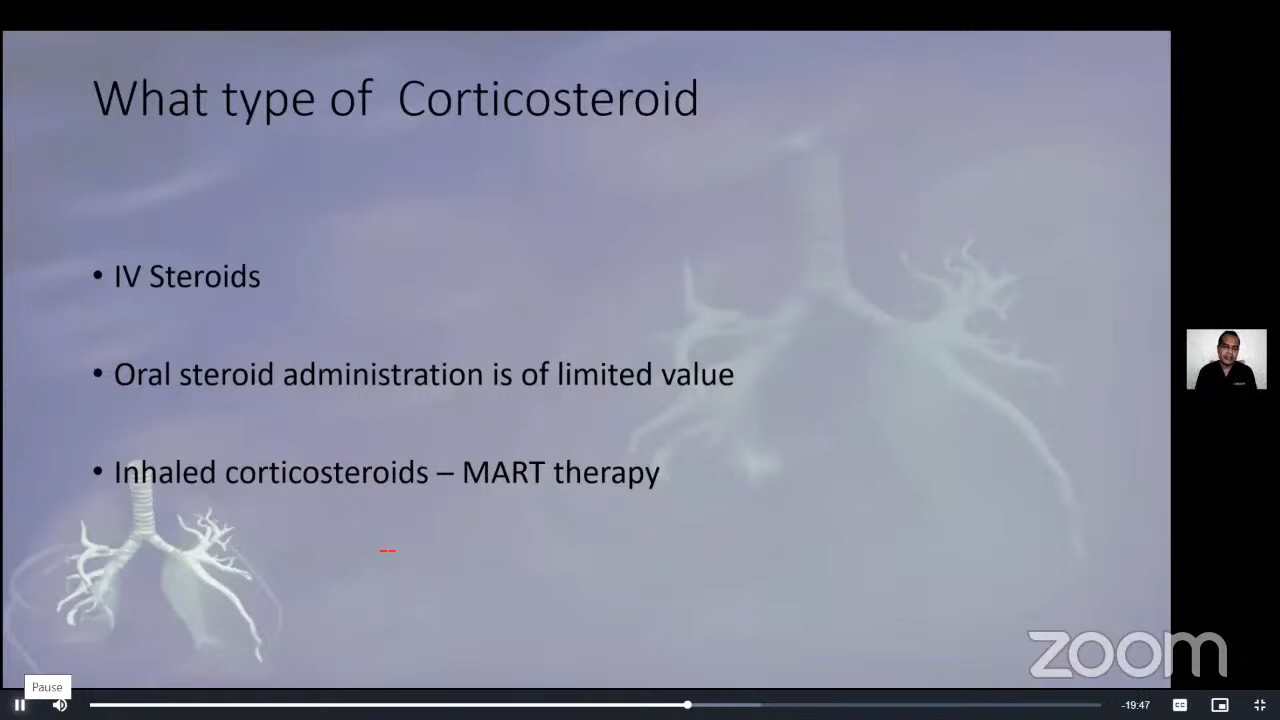 What type of Corticosteroid
• IV Steroids
• Oral steroid administration is of limited value
• Inhaled corticosteroids – MART therapy
zoom
Pause
-19:47
CC